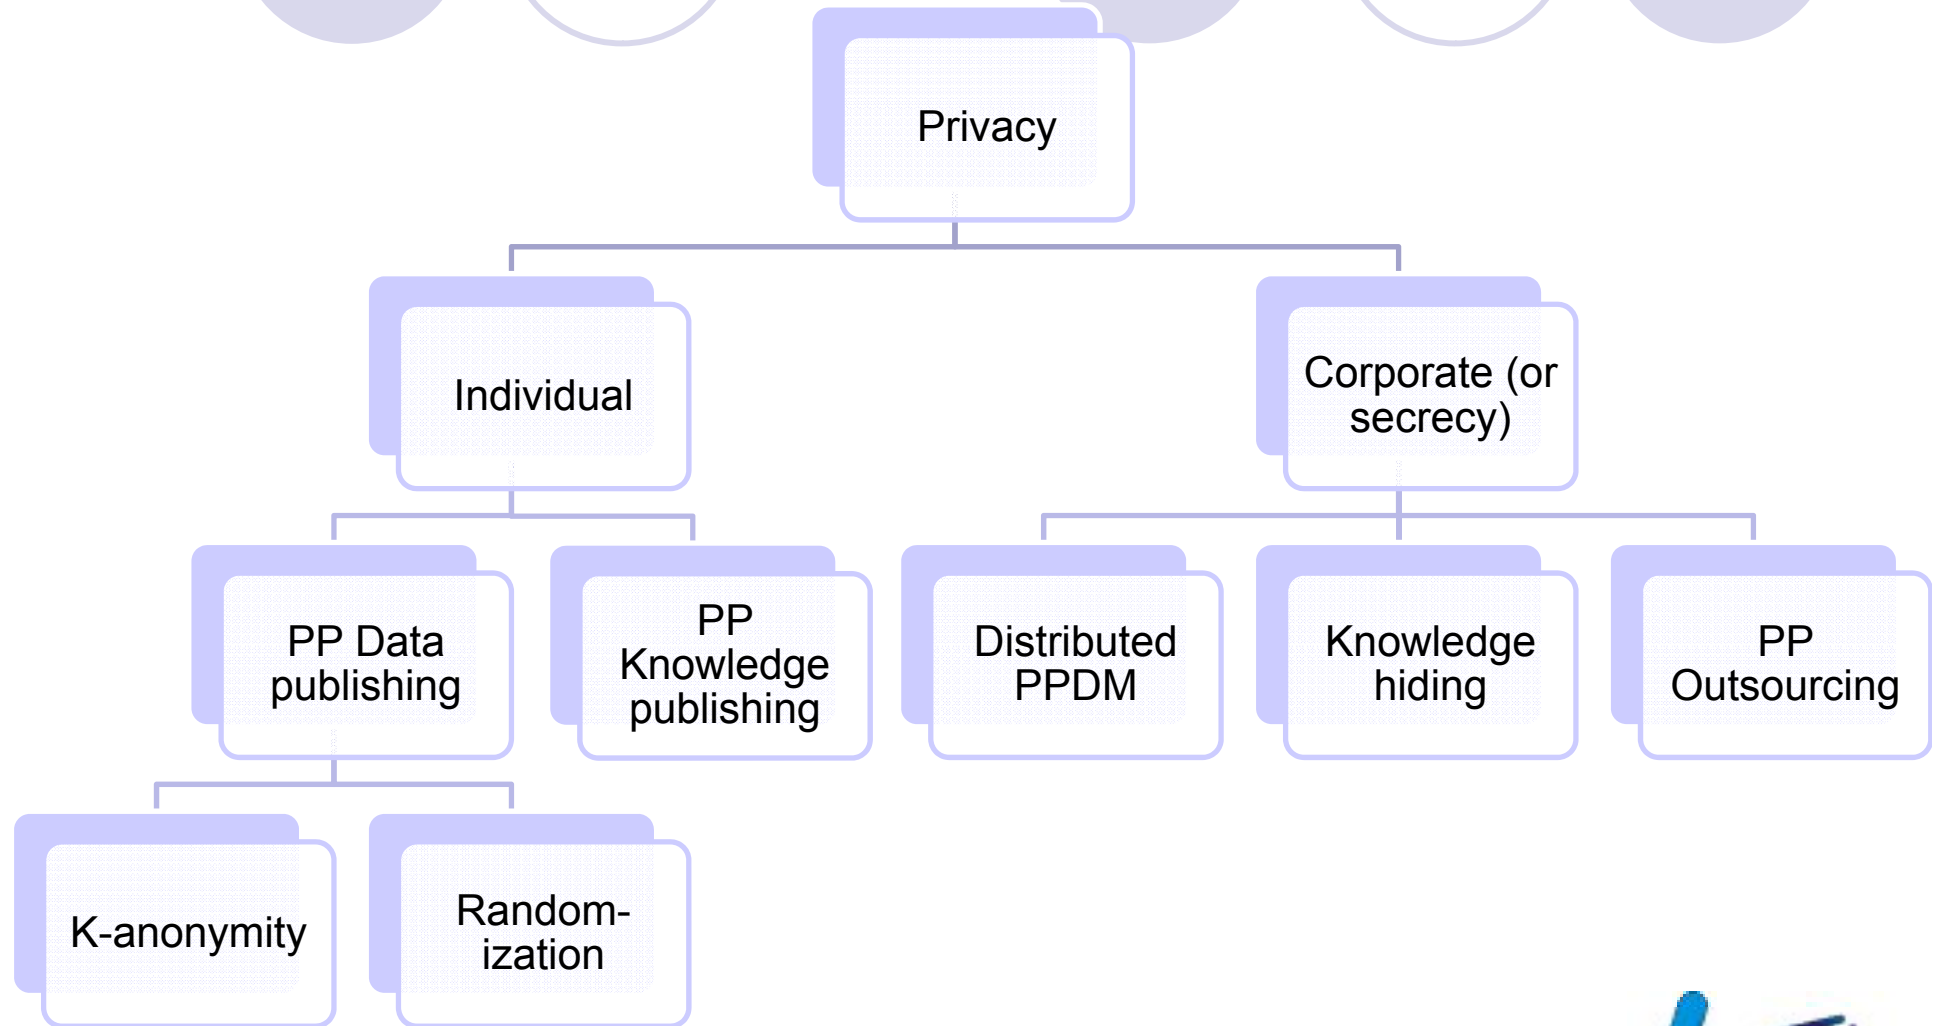 Privacy
Individual
Corporate (or
secrecy)
PP Data
publishing
PP
Knowledge
publishing
Distributed
PPDM
Knowledge
hiding
PP
Outsourcing
K-anonymity
Random-
ization